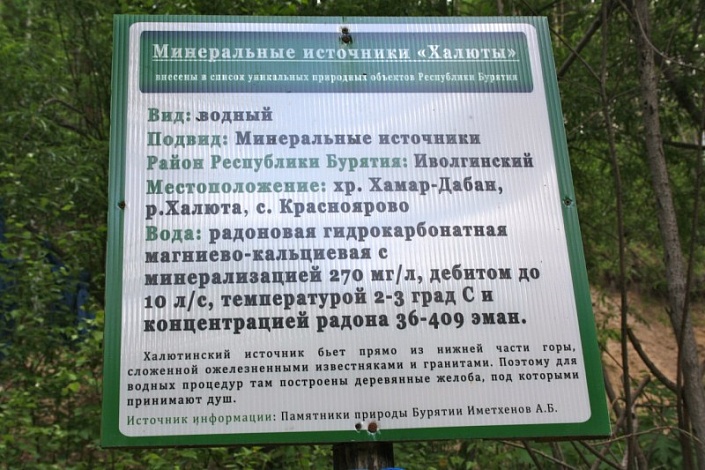 Минеральные источники «Халюты»
внесены в список уникальных природных объектов Республики Бурятия
Вид: водный
Подвид: Минеральные источники
Район Республики Бурятия: Иволгинский
Местоположение: хр. Хамар-Дабан,
р.Халюта, с. Красноярово
Вода: радоновая гидрокарбонатная
магниево-кальциевая с
минерализацией 270 мг/л, дебитом до
10 л/с, температурой 2-3 град С и
концентрацией радона 36-409 эман.
Халютинский источник бьет прямо из нижней части горы,
сложенной ожелезненными известняками и гранитами. Поэтому для
водных процедур там построены деревянные желоба, под которыми
принимают душ.
Источник информации: Памятники природы Бурятии Иметхенов А.Б.